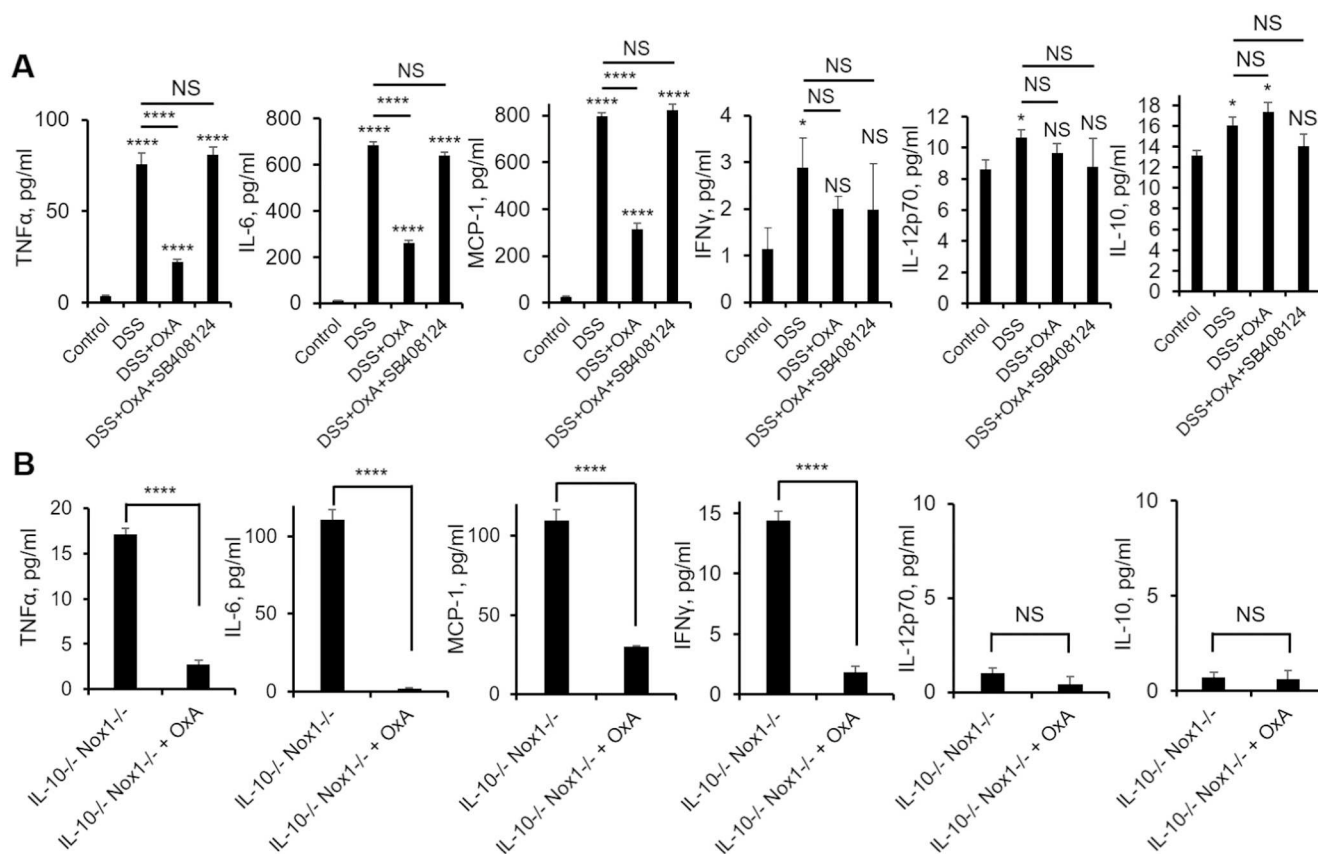 A
TNFα, pg/ml
100
50
0
NS
****
****
****
****
Control
DSS
DSS+OxA
DSS+OxA+SB408124
IL-6, pg/ml
800
600
400
200
0
NS
****
****
****
****
Control
DSS
DSS+OxA
DSS+OxA+SB408124
MCP-1, pg/ml
800
600
400
200
0
NS
****
****
****
****
Control
DSS
DSS+OxA
DSS+OxA+SB408124
IFNγ, pg/ml
4
3
2
1
0
NS
NS
*
NS
NS
Control
DSS
DSS+OxA
DSS+OxA+SB408124
IL-12p70, pg/ml
12
10
8
6
4
2
0
NS
NS
*
NS
NS
Control
DSS
DSS+OxA
DSS+OxA+SB408124
IL-10, pg/ml
18
16
14
12
10
8
6
4
2
0
NS
NS
*
*
NS
Control
DSS
DSS+OxA
DSS+OxA+SB408124
B
TNFα, pg/ml
20
15
10
5
0
****
IL-10-/- Nox1-/-
IL-10-/- Nox1-/- + OxA
IL-6, pg/ml
100
50
0
****
IL-10-/- Nox1-/-
IL-10-/- Nox1-/- + OxA
MCP-1, pg/ml
100
50
0
****
IL-10-/- Nox1-/-
IL-10-/- Nox1-/- + OxA
IFNγ, pg/ml
15
10
5
0
****
IL-10-/- Nox1-/-
IL-10-/- Nox1-/- + OxA
IL-12p70, pg/ml
10
5
0
NS
IL-10-/- Nox1-/-
IL-10-/- Nox1-/- + OxA
IL-10, pg/ml
10
5
0
NS
IL-10-/- Nox1-/-
IL-10-/- Nox1-/- + OxA